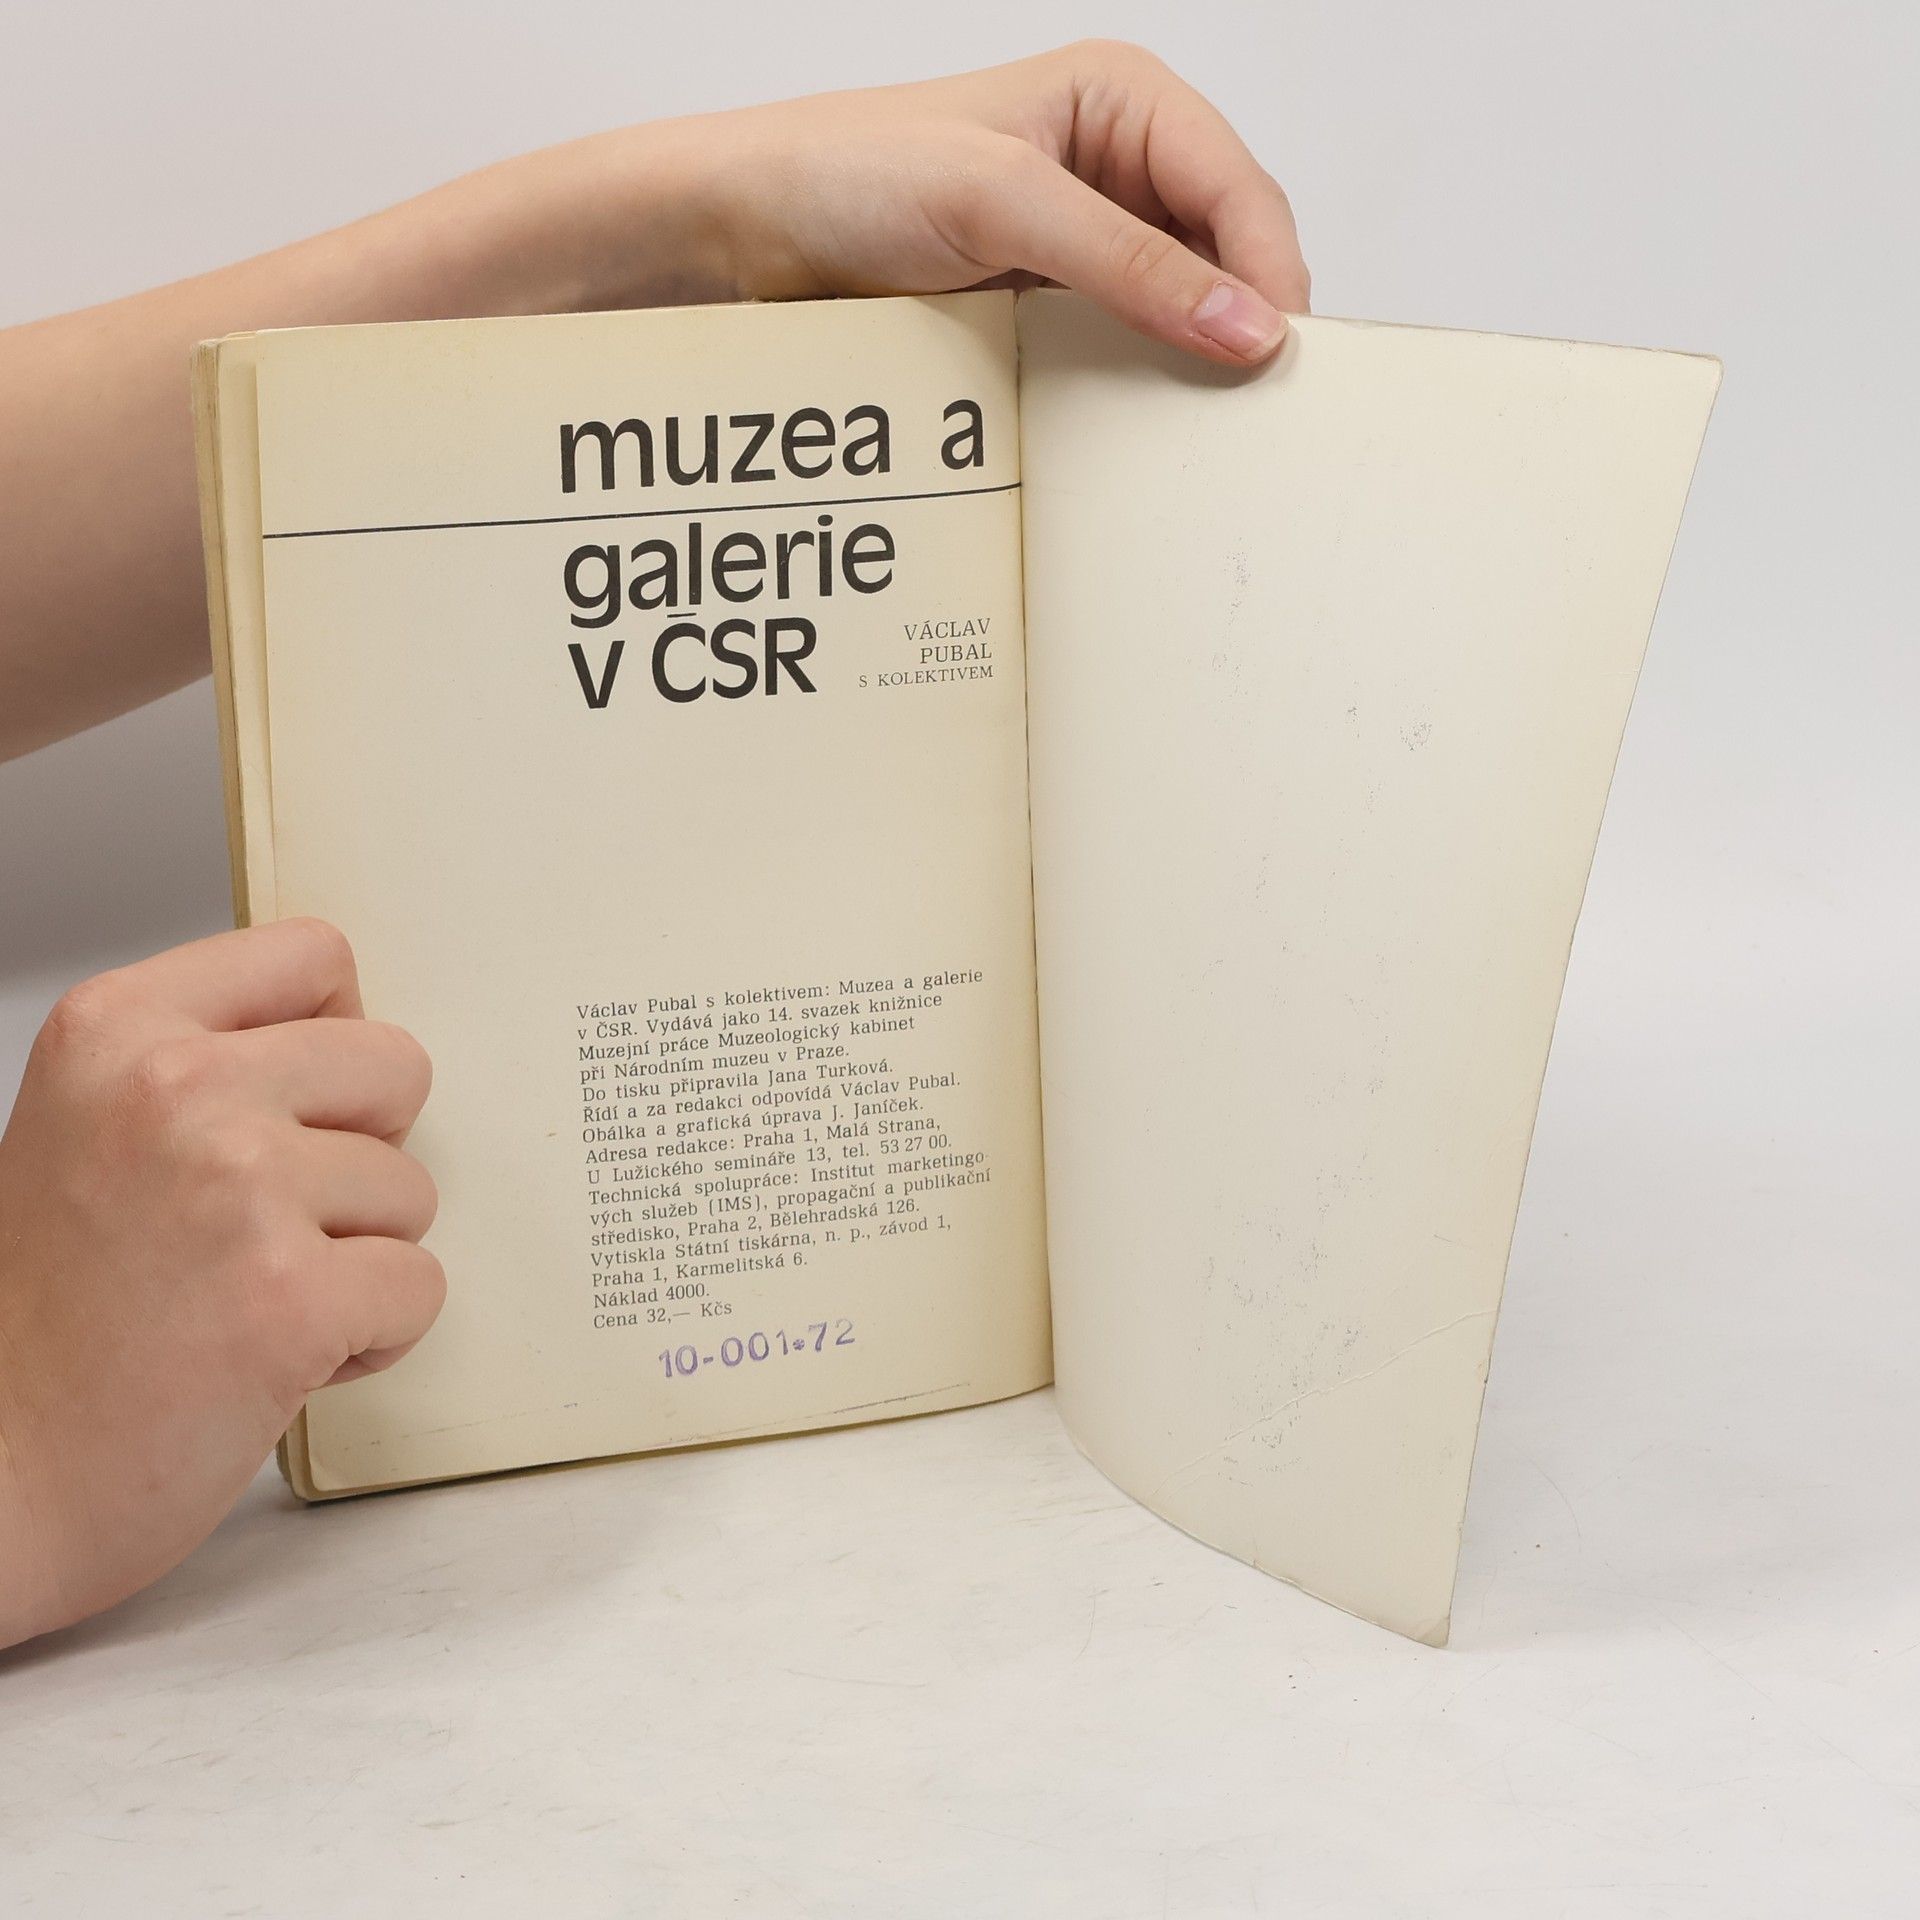 muzea a
galerie
v ČSR
VÁCLAV
PUBAL
S KOLEKTIVEM
Václav Pubal s kolektivem: Muzea a galerie
v ČSR. Vydává jako 14. svazek knižnice
Muzejní práce Muzeologický kabinet
při Národním muzeu v Praze.
Do tisku připravila Jana Turková.
Řídí a za redakci odpovídá Václav Pubal.
Obálka a grafická úprava J. Janíček.
Adresa redakce: Praha 1, Malá Strana,
U Lužického semináře 13, tel. 53 27 00.
Technická spolupráce: Institut marketingo-
vých služeb (IMS), propagační a publikační
středisko, Praha 2, Bělehradská 126.
Vytiskla Státní tiskárna, n. p., závod 1,
Praha 1, Karmelitská 6.
Náklad 4000.
Cena 32,— Kčs
10-001*72